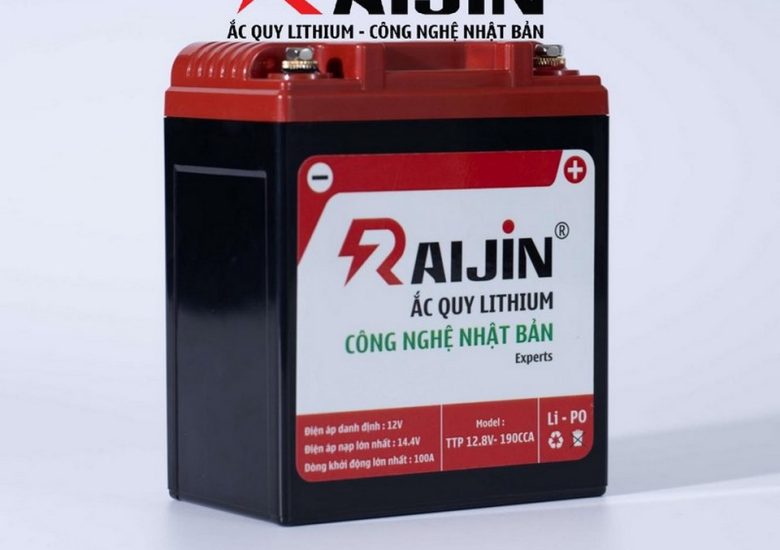 RAIJIN
ẮC QUY LITHIUM - CÔNG NGHỆ NHẬT BẢN
RAIJIN®
ẮC QUY LITHIUM
CÔNG NGHỆ NHẬT BẢN
Experts
Điện áp danh định : 12V
Điện áp nạp lớn nhất : 14.4V
Dòng khởi động lớn nhất : 100A
Model :
TTP 12.8V- 190CCA
Li - PO